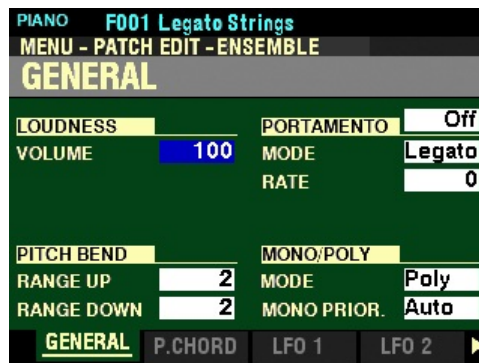 PIANO F001 Legato Strings
MENU - PATCH EDIT - ENSEMBLE
GENERAL
LOUDNESS
VOLUME 100
PORTAMENTO Off
MODE Legato
RATE 0
PITCH BEND
RANGE UP 2
RANGE DOWN 2
MONO/POLY
MODE Poly
MONO PRIOR. Auto
GENERAL P.CHORD LFO 1 LFO 2